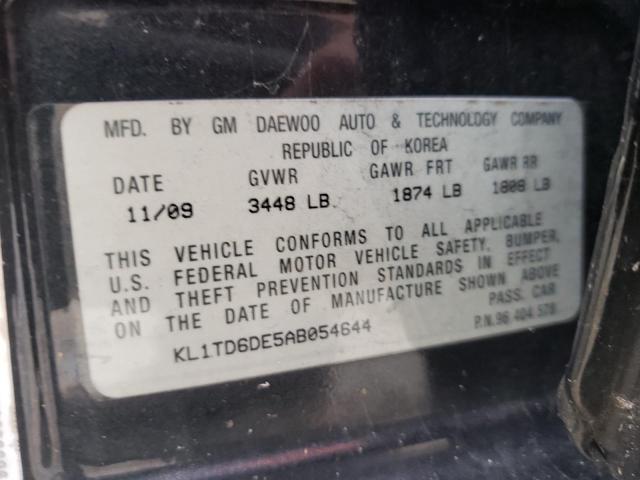 MFD. BY GM DAEWOO AUTO & TECHNOLOGY COMPANY
REPUBLIC OF KOREA
DATE GVWR GAWR FRT GAWR RR
11/09 3448 LB 1874 LB 1808 LB
THIS VEHICLE CONFORMS TO ALL APPLICABLE
U.S. FEDERAL MOTOR VEHICLE SAFETY, BUMPER,
AND THEFT PREVENTION STANDARDS IN EFFECT
ON THE DATE OF MANUFACTURE SHOWN ABOVE
PASS. CAR
KL1TD6DE5AB054644 P.N.96 404 578